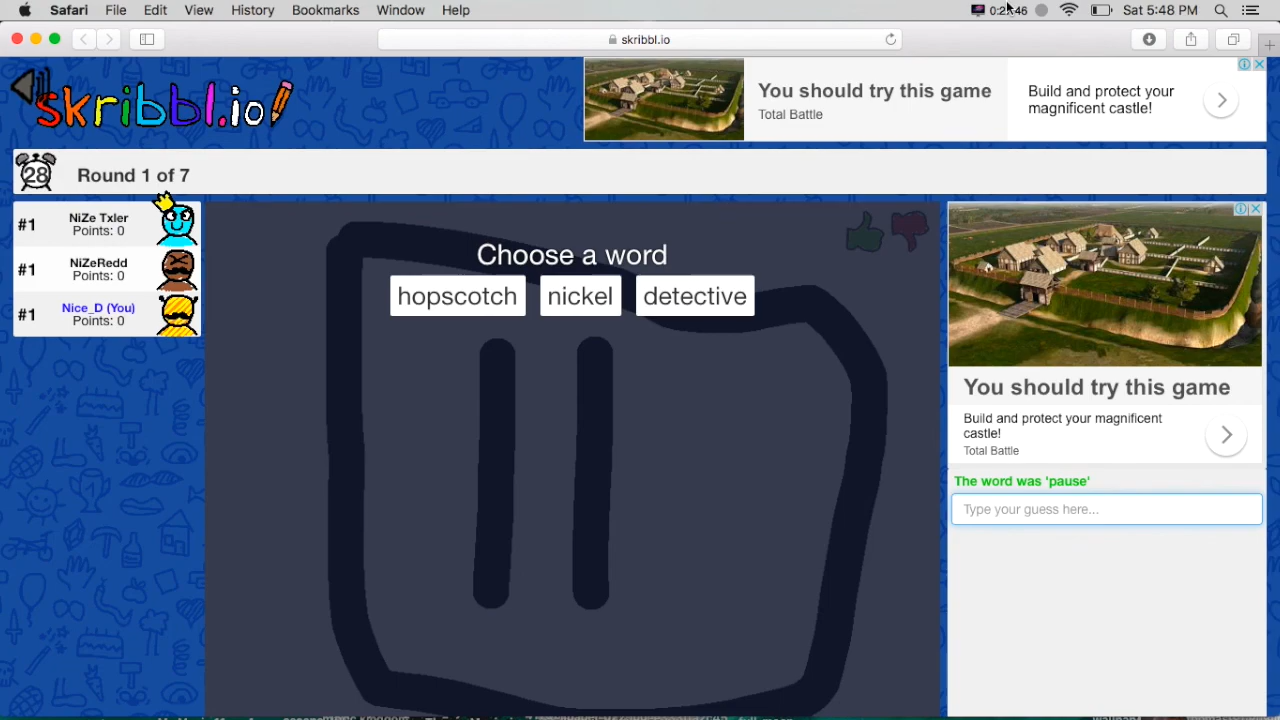 Safari File Edit View History Bookmarks Window Help
Sat 5:48 PM
skribbl.io
skribbl.io
You should try this game
Total Battle
Build and protect your
magnificent castle!
28
Round 1 of 7
#1 NiZe Txler
Points: 0
#1 NiZeRedd
Points: 0
#1 Nice_D (You)
Points: 0
Choose a word
hopscotch nickel detective
You should try this game
Build and protect your magnificent
castle!
Total Battle
The word was 'pause'
Type your guess here...